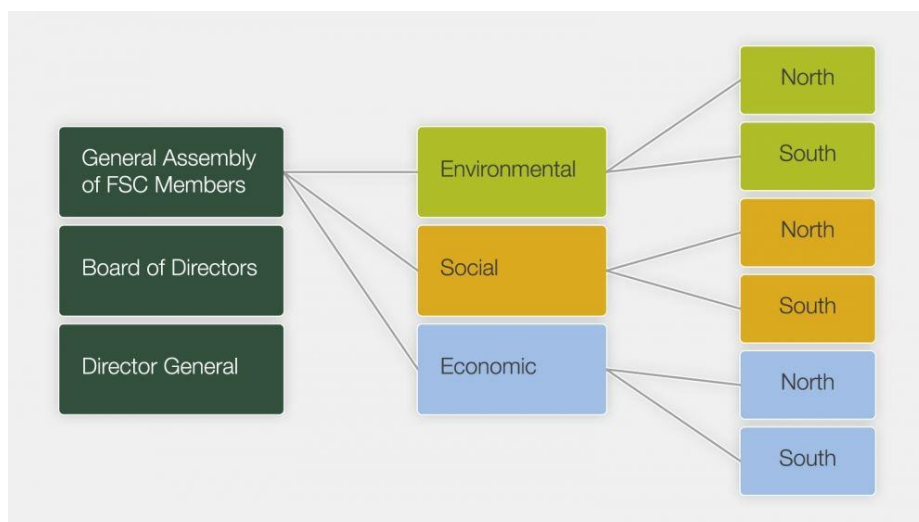 General Assembly
of FSC Members
Board of Directors
Director General
Environmental
Social
Economic
North
South
North
South
North
South